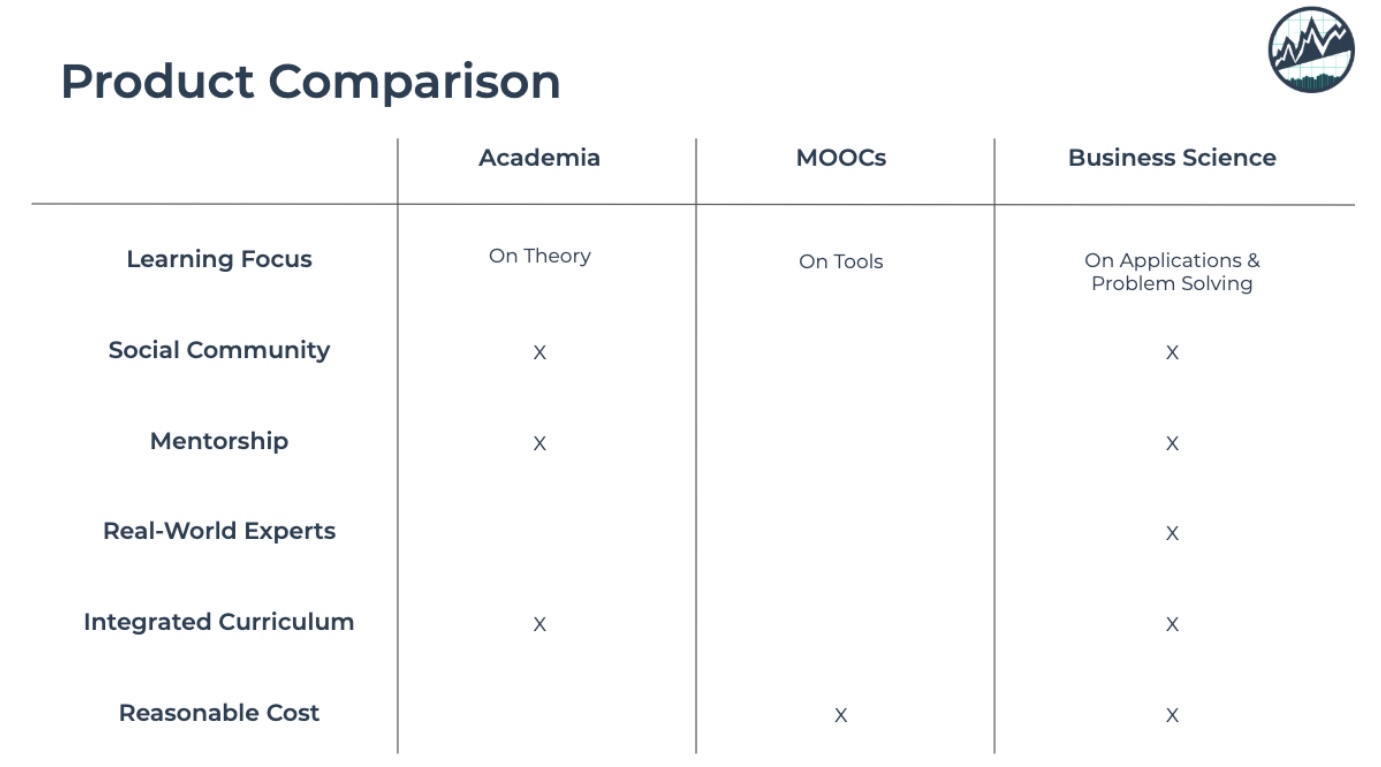 Product Comparison
Academia MOOCs Business Science
Learning Focus On Theory On Tools On Applications &
Problem Solving
Social Community X X
Mentorship X X
Real-World Experts X
Integrated Curriculum X X
Reasonable Cost X X